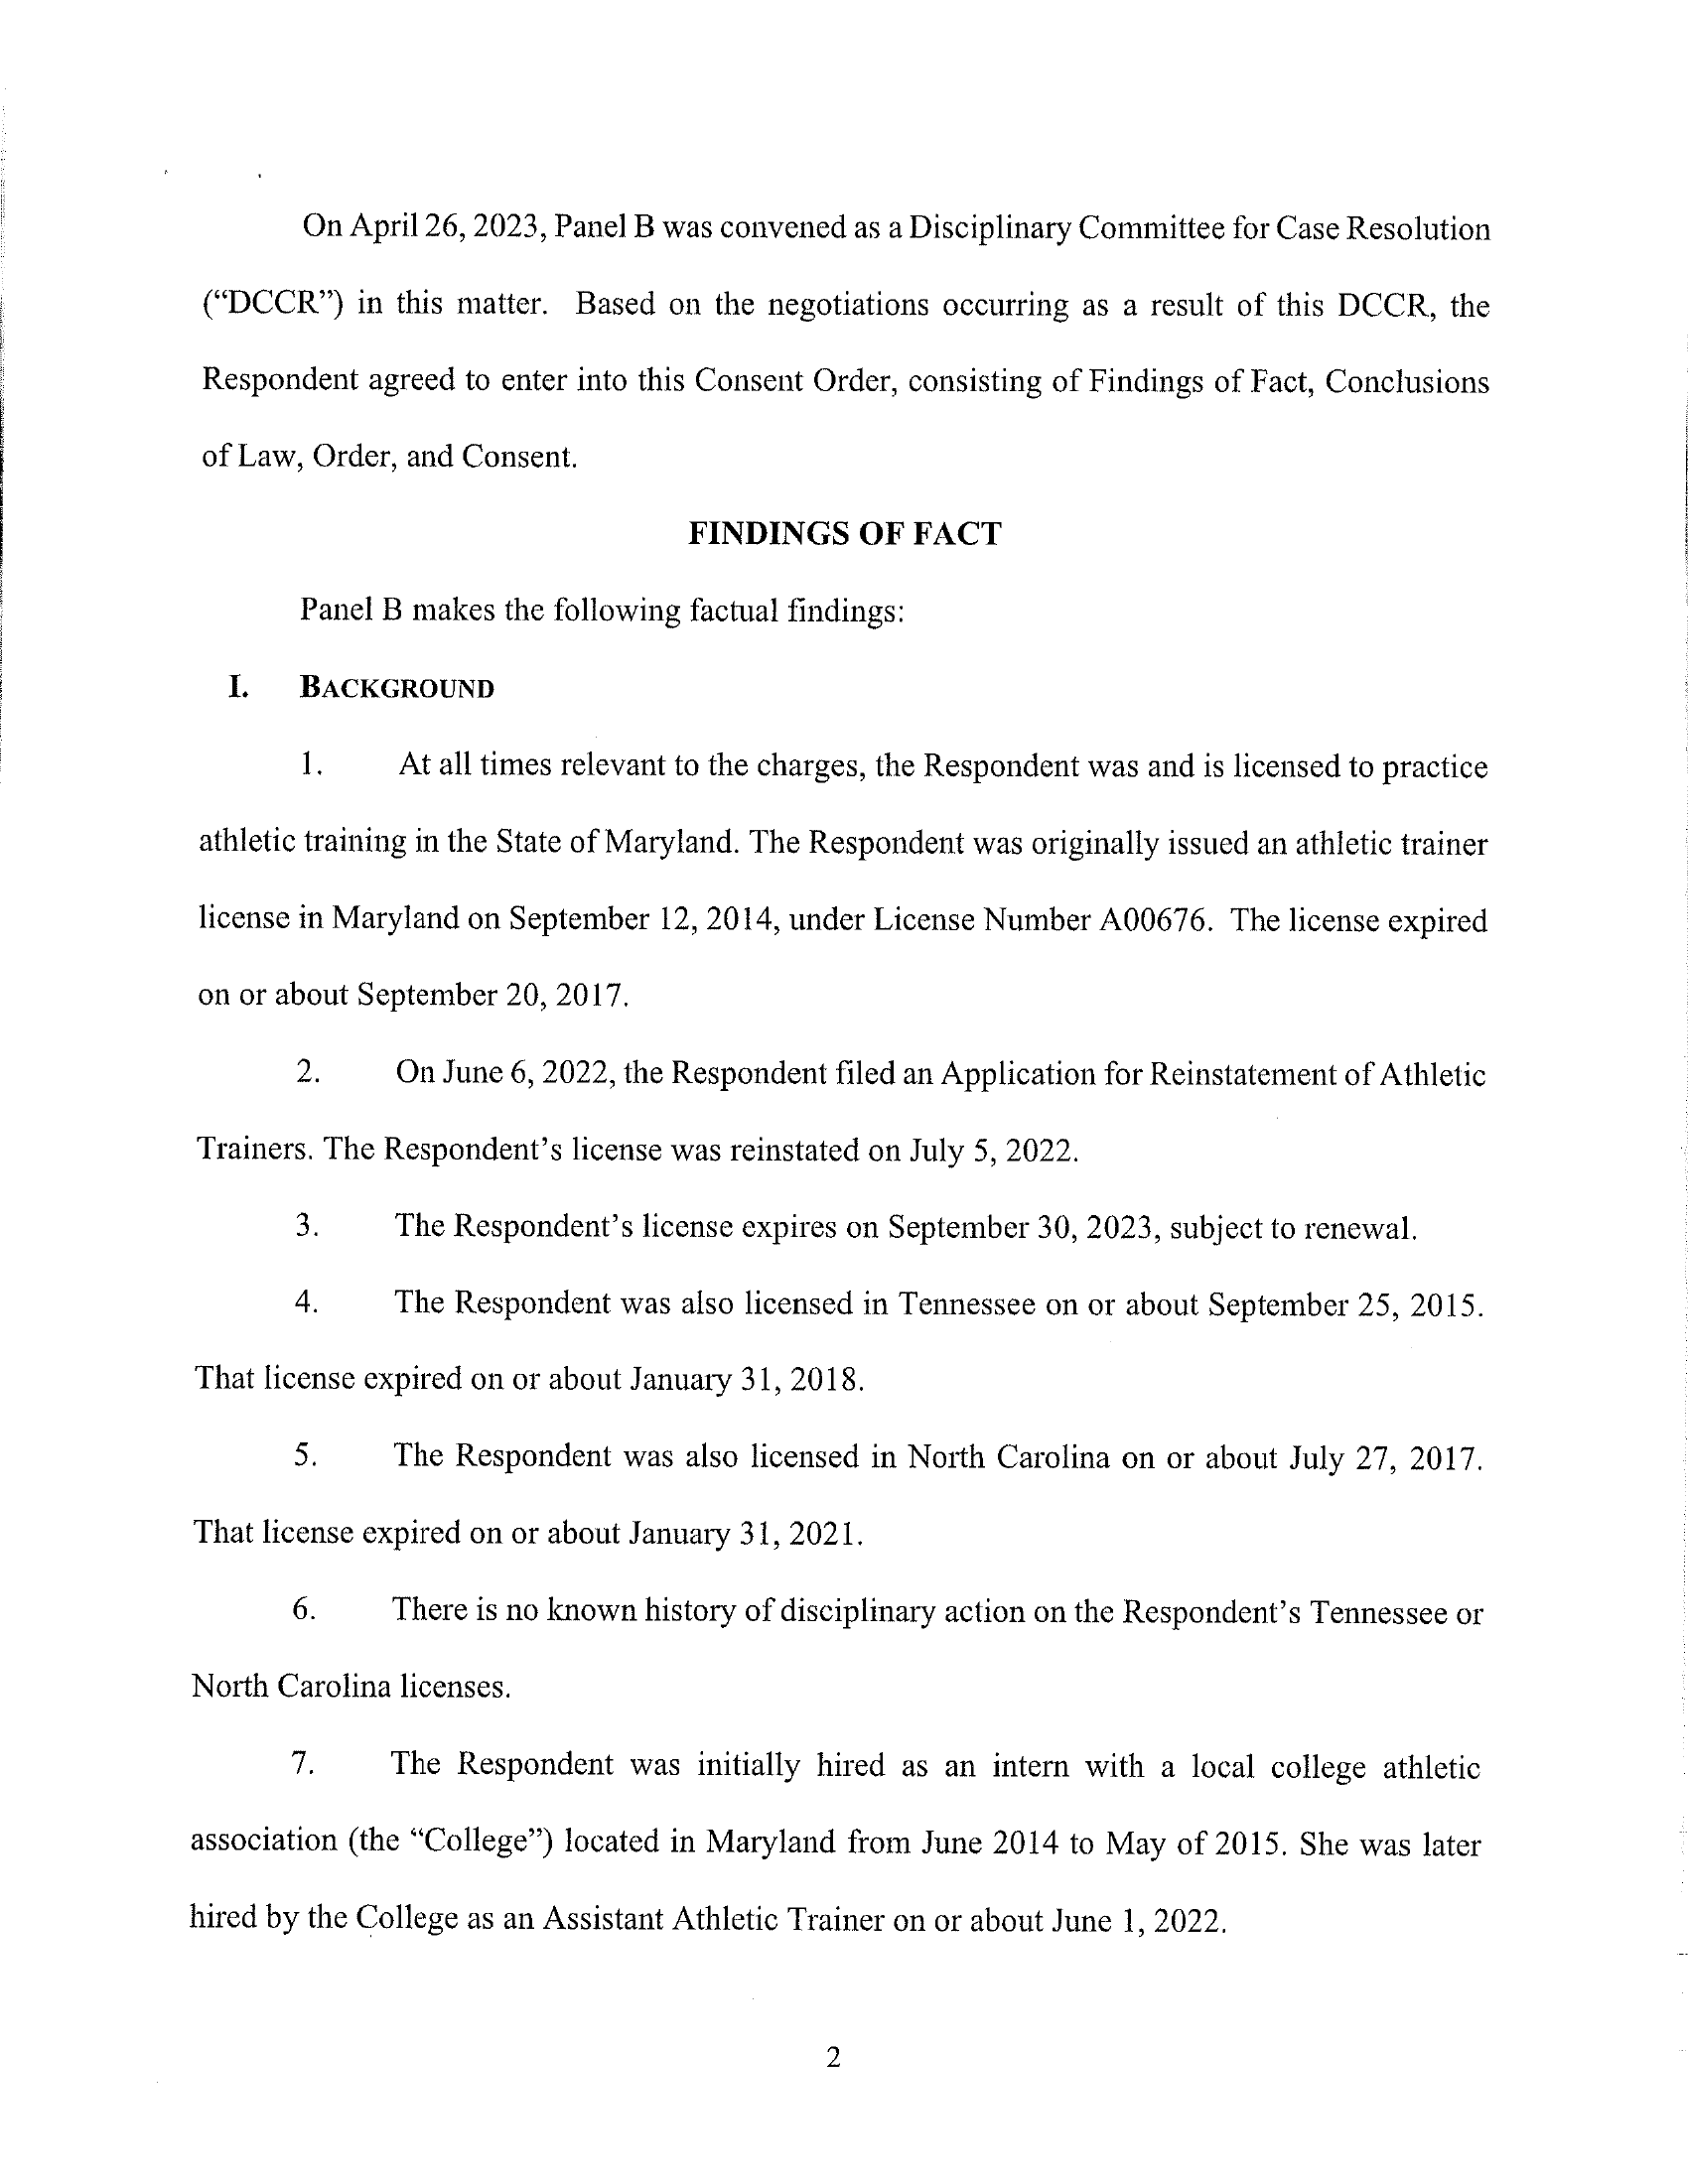 On April 26, 2023, Panel B was convened as a Disciplinary Committee for Case Resolution
(“DCCR”) in this matter. Based on the negotiations occurring as a result of this DCCR, the
Respondent agreed to enter into this Consent Order, consisting of Findings of Fact, Conclusions
of Law, Order, and Consent.
FINDINGS OF FACT
Panel B makes the following factual findings:
I. BACKGROUND
1. At all times relevant to the charges, the Respondent was and is licensed to practice
athletic training in the State of Maryland. The Respondent was originally issued an athletic trainer
license in Maryland on September 12, 2014, under License Number A00676. The license expired
on or about September 20, 2017.
2. On June 6, 2022, the Respondent filed an Application for Reinstatement of Athletic
Trainers. The Respondent’s license was reinstated on July 5, 2022.
3. The Respondent’s license expires on September 30, 2023, subject to renewal.
4. The Respondent was also licensed in Tennessee on or about September 25, 2015.
That license expired on or about January 31, 2018.
5. The Respondent was also licensed in North Carolina on or about July 27, 2017.
That license expired on or about January 31, 2021.
6. There is no known history of disciplinary action on the Respondent’s Tennessee or
North Carolina licenses.
7. The Respondent was initially hired as an intern with a local college athletic
association (the “College”) located in Maryland from June 2014 to May of 2015. She was later
hired by the College as an Assistant Athletic Trainer on or about June 1, 2022.
2